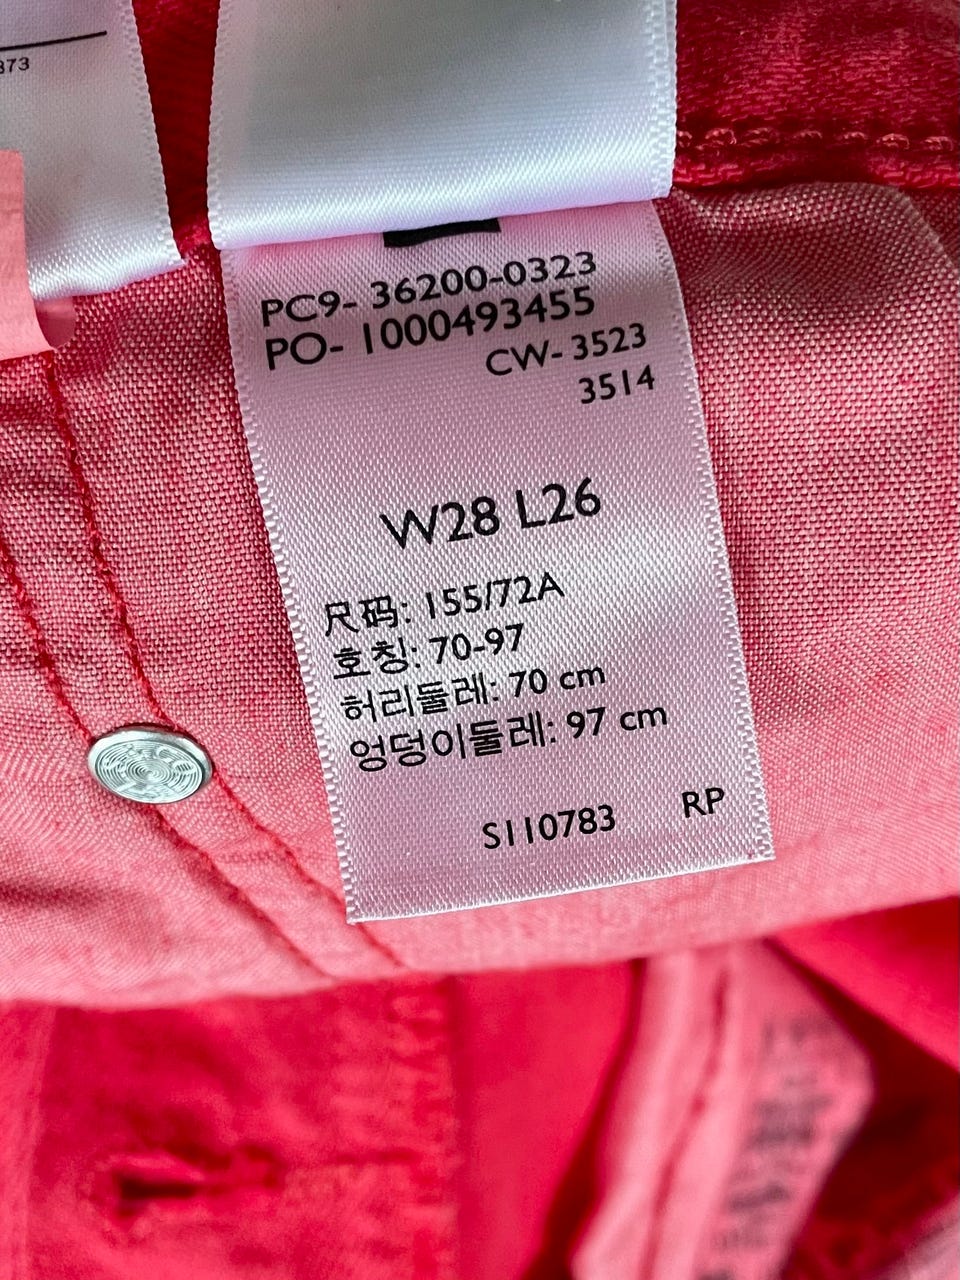 373
PC9- 36200-0323
PO- 1000493455
CW- 3523
3514
W28 L26
尺码: 155/72A
호칭: 70-97
허리둘레: 70 cm
엉덩이둘레: 97 cm
S110783 RP